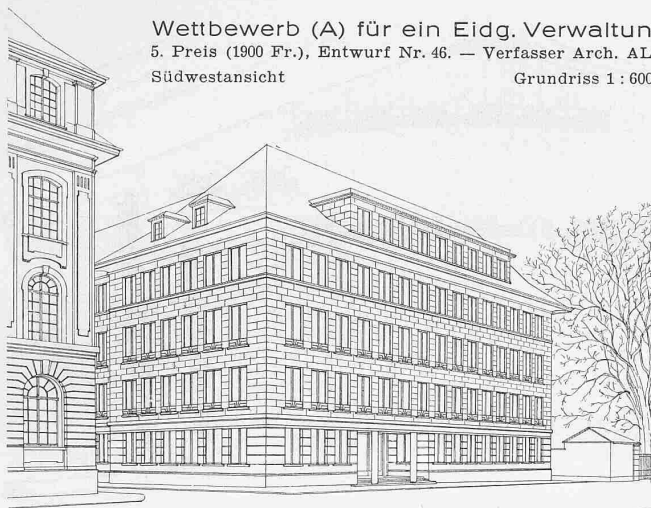 Wettbewerb (A) für ein Eidg. Verwaltun
5. Preis (1900 Fr.), Entwurf Nr. 46. — Verfasser Arch. AL
Südwestansicht Grundriss 1 : 600